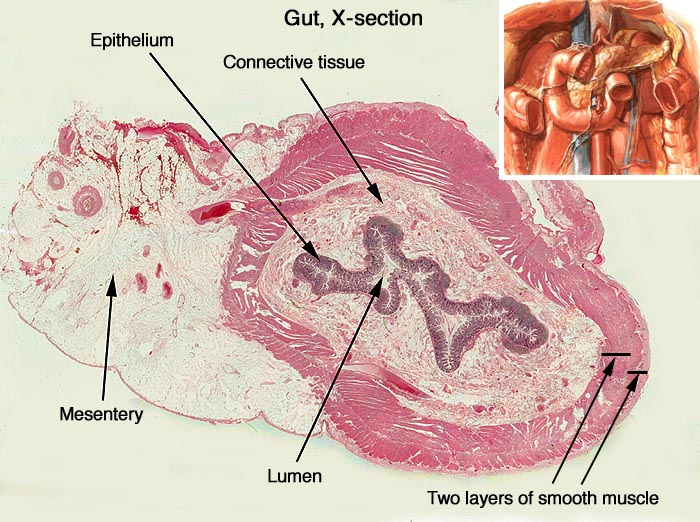 Gut, X-section
Epithelium
Connective tissue
Mesentery
Lumen
Two layers of smooth muscle